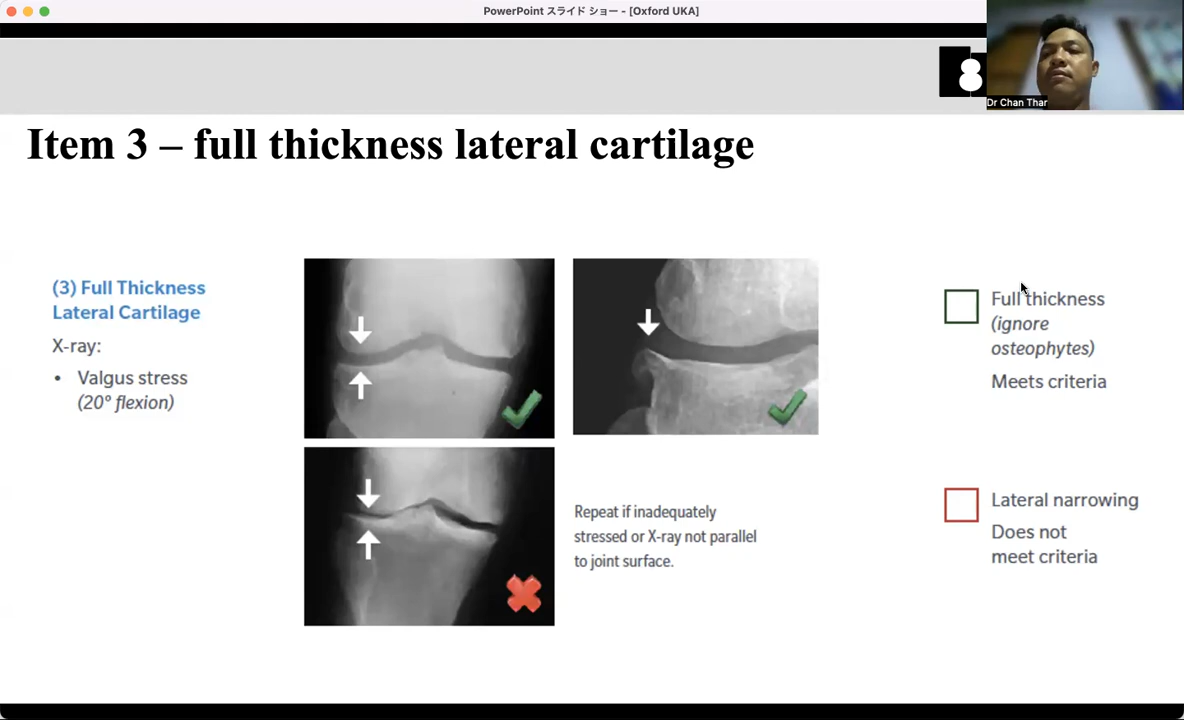 PowerPoint スライド ショー - [Oxford UKA]
Dr Chan Thar
Item 3 – full thickness lateral cartilage
(3) Full Thickness
Lateral Cartilage
X-ray:
• Valgus stress
(20° flexion)
Repeat if inadequately
stressed or X-ray not parallel
to joint surface.
Full thickness
(ignore
osteophytes)
Meets criteria
Lateral narrowing
Does not
meet criteria